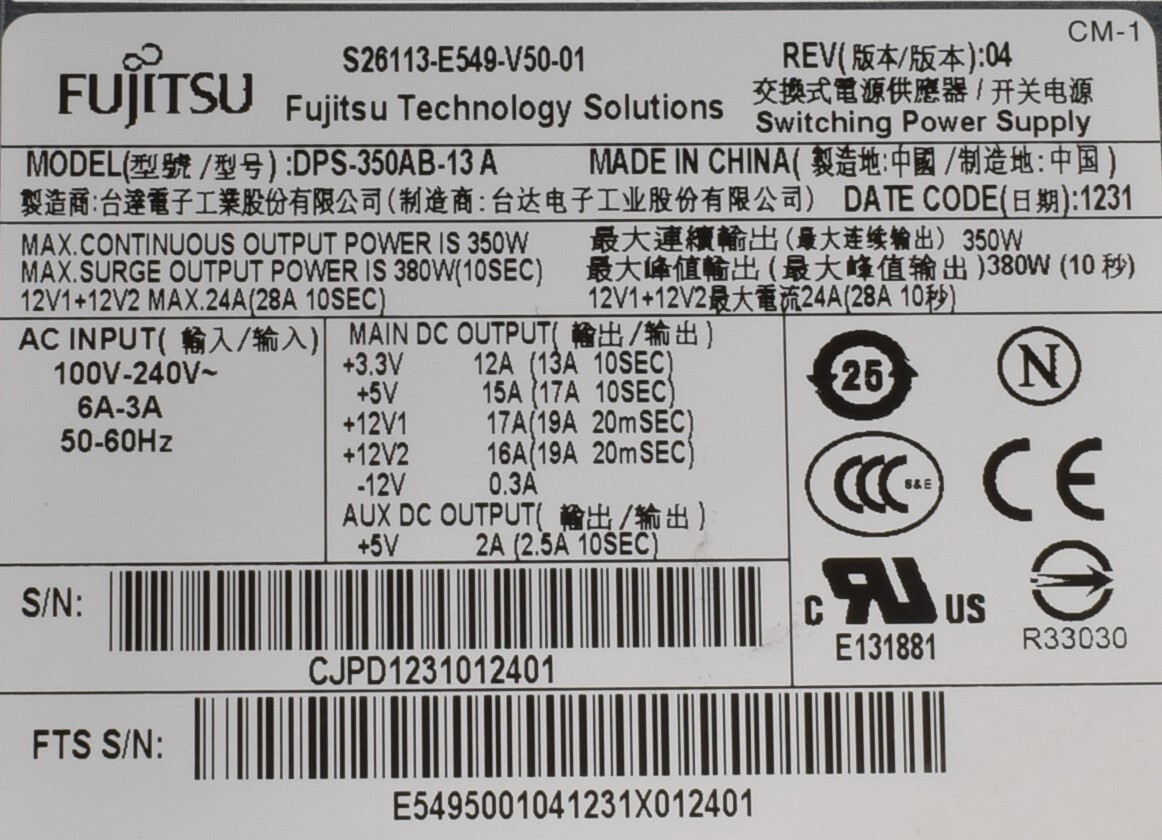 CM-1
FUJITSU
S26113-E549-V50-01
Fujitsu Technology Solutions
REV(版本/版本):04
交換式電源供應器 / 开关电源
Switching Power Supply
MODEL(型號 /型号) :DPS-350AB-13 A
MADE IN CHINA( 製造地:中國 /制造地: 中国 )
製造商:台達電子工業股份有限公司(制造商: 台达电子工业股份有限公司) DATE CODE(日期):1231
MAX.CONTINUOUS OUTPUT POWER IS 350W
MAX.SURGE OUTPUT POWER IS 380W(10SEC)
12V1+12V2 MAX.24A(28A 10SEC)
最大連續輸出 (最大连续输出) 350W
最大峰值輸出 ( 最大峰值输出 )380W (10 秒)
12V1+12V2最大電流24A(28A 10秒)
AC INPUT( 輸入/输入)
100V-240V~
6A-3A
50-60Hz
MAIN DC OUTPUT( 輸出/输出 )
+3.3V 12A (13A 10SEC)
+5V 15A (17A 10SEC)
+12V1 17A(19A 20mSEC)
+12V2 16A(19A 20mSEC)
-12V 0.3A
AUX DC OUTPUT( 輸出 /输出 )
+5V 2A (2.5A 10SEC)
25
N
CCC S&E
CE
C RU US
E131881
R33030
S/N:
CJPD1231012401
FTS S/N:
E5495001041231X012401